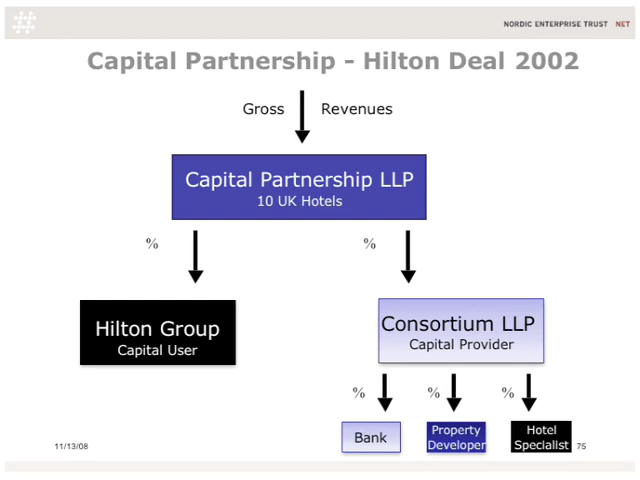 NORDIC ENTERPRISE TRUST NET
Capital Partnership - Hilton Deal 2002
Gross Revenues
Capital Partnership LLP
10 UK Hotels
% %
Hilton Group
Capital User
Consortium LLP
Capital Provider
% % %
Bank
Property
Developer
Hotel
Specialist
11/13/08
75